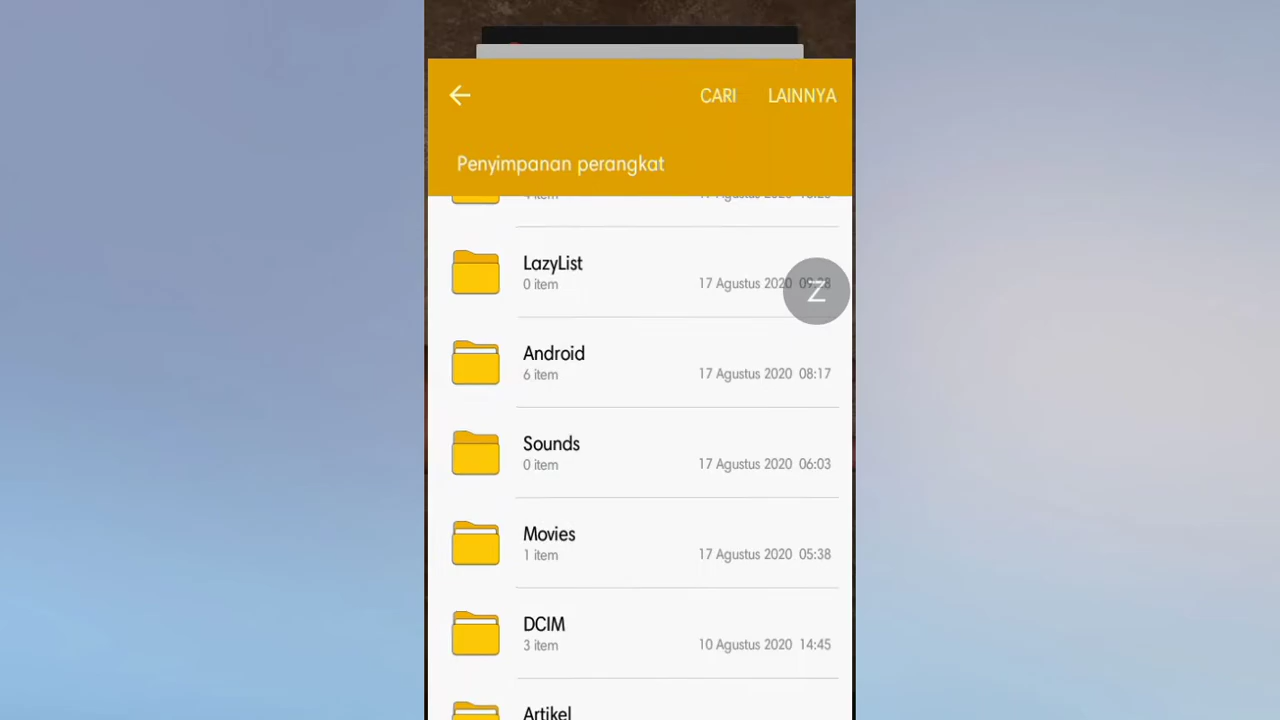 CARI LAINNYA
Penyimpanan perangkat
LazyList
0 item 17 Agustus 2020
Z
Android
6 item 17 Agustus 2020 08:17
Sounds
0 item 17 Agustus 2020 06:03
Movies
1 item 17 Agustus 2020 05:38
DCIM
3 item 10 Agustus 2020 14:45
Artikel